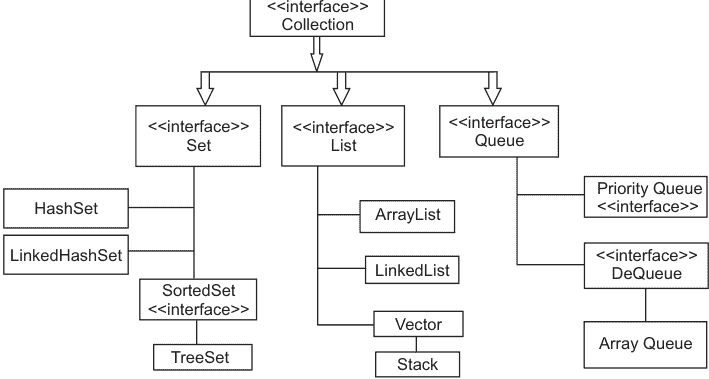 <<interface>>
Collection
<<interface>>
Set
<<interface>>
List
<<interface>>
Queue
HashSet
LinkedHashSet
SortedSet
<<interface>>
TreeSet
ArrayList
LinkedList
Vector
Stack
Priority Queue
<<interface>>
<<interface>>
DeQueue
Array Queue